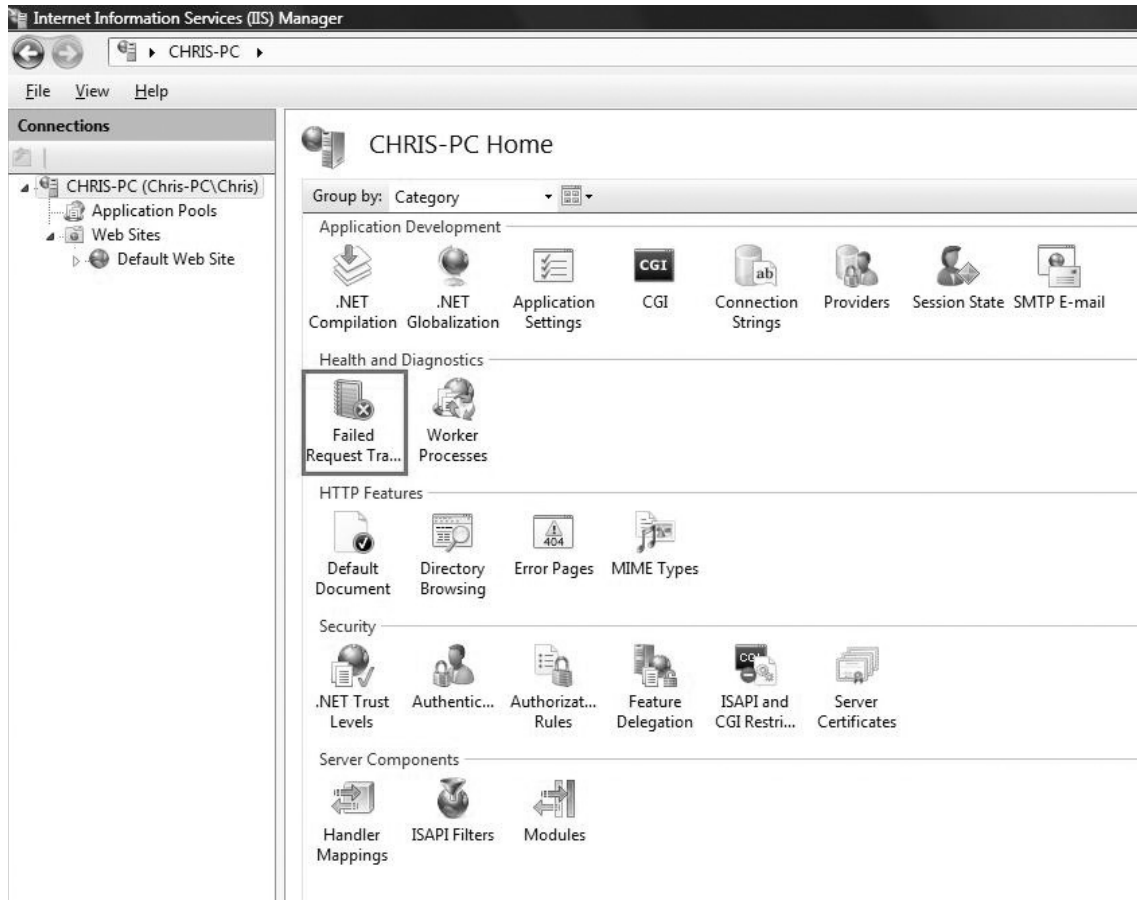 Internet Information Services (IIS) Manager
CHRIS-PC
File View Help
Connections
CHRIS-PC (Chris-PC\Chris)
Application Pools
Web Sites
Default Web Site
CHRIS-PC Home
Group by: Category
Application Development
.NET Compilation
.NET Globalization
Application Settings
CGI
CGI
ab
Connection Strings
Providers
Session State
SMTP E-mail
Health and Diagnostics
Failed Request Tra...
Worker Processes
HTTP Features
Default Document
Directory Browsing
404
Error Pages
MIME Types
Security
.NET Trust Levels
Authentic...
Authorizat... Rules
Feature Delegation
CGI
ISAPI and CGI Restri...
Server Certificates
Server Components
Handler Mappings
ISAPI Filters
Modules